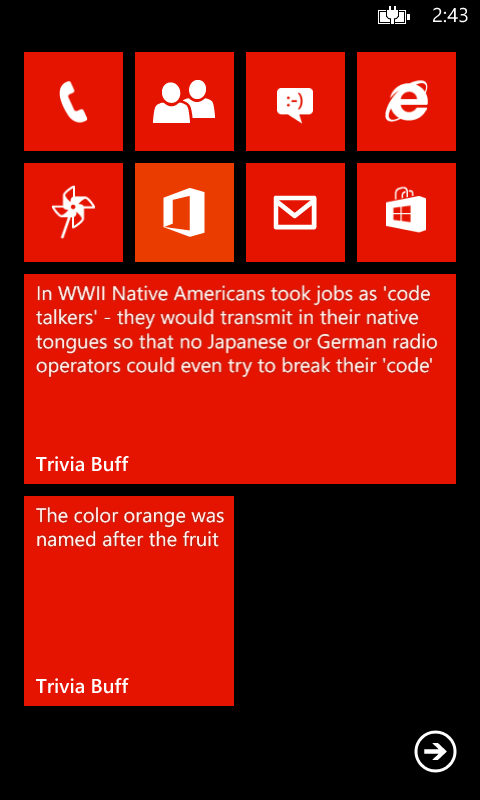 2:43
:-)
In WWII Native Americans took jobs as 'code
talkers' - they would transmit in their native
tongues so that no Japanese or German radio
operators could even try to break their 'code'
Trivia Buff
The color orange was
named after the fruit
Trivia Buff